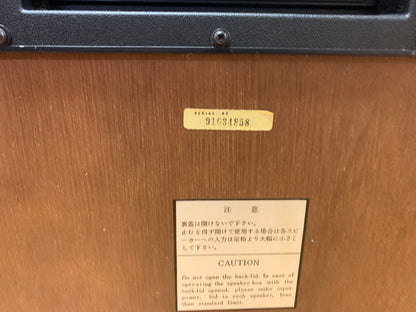 SERIAL NO
91034858
注 意
裏蓋は開けないで下さい。
止むを得ず開けて使用する場合は各スピ
ーカーへの入力は定格より大幅に小さく
して下さい。
CAUTION
Do not open the back-lid. In case of
operating the speaker box with the
back-lid opened, please make input-
power, fed to each speaker, less
than standard limit.